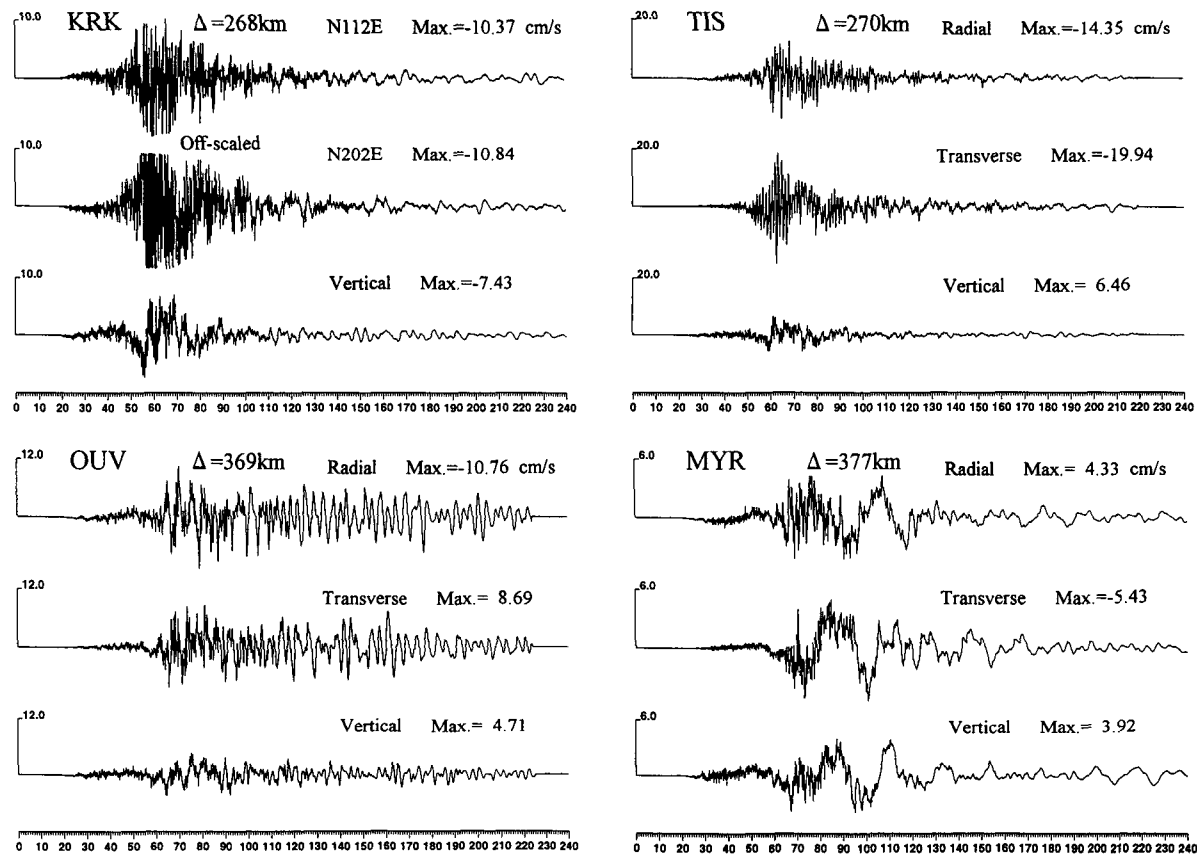 10.0 KRK Δ =268km N112E Max.=-10.37 cm/s
Off-scaled
10.0 N202E Max.=-10.84
10.0 Vertical Max.=-7.43
0 10 20 30 40 50 60 70 80 90 100 110 120 130 140 150 160 170 180 190 200 210 220 230 240
20.0 TIS Δ =270km Radial Max.=-14.35 cm/s
20.0 Transverse Max.=-19.94
20.0 Vertical Max.= 6.46
0 10 20 30 40 50 60 70 80 90 100 110 120 130 140 150 160 170 180 190 200 210 220 230 240
12.0 OUV Δ =369km Radial Max.=-10.76 cm/s
12.0 Transverse Max.= 8.69
12.0 Vertical Max.= 4.71
0 10 20 30 40 50 60 70 80 90 100 110 120 130 140 150 160 170 180 190 200 210 220 230 240
6.0 MYR Δ =377km Radial Max.= 4.33 cm/s
6.0 Transverse Max.=-5.43
6.0 Vertical Max.= 3.92
0 10 20 30 40 50 60 70 80 90 100 110 120 130 140 150 160 170 180 190 200 210 220 230 240